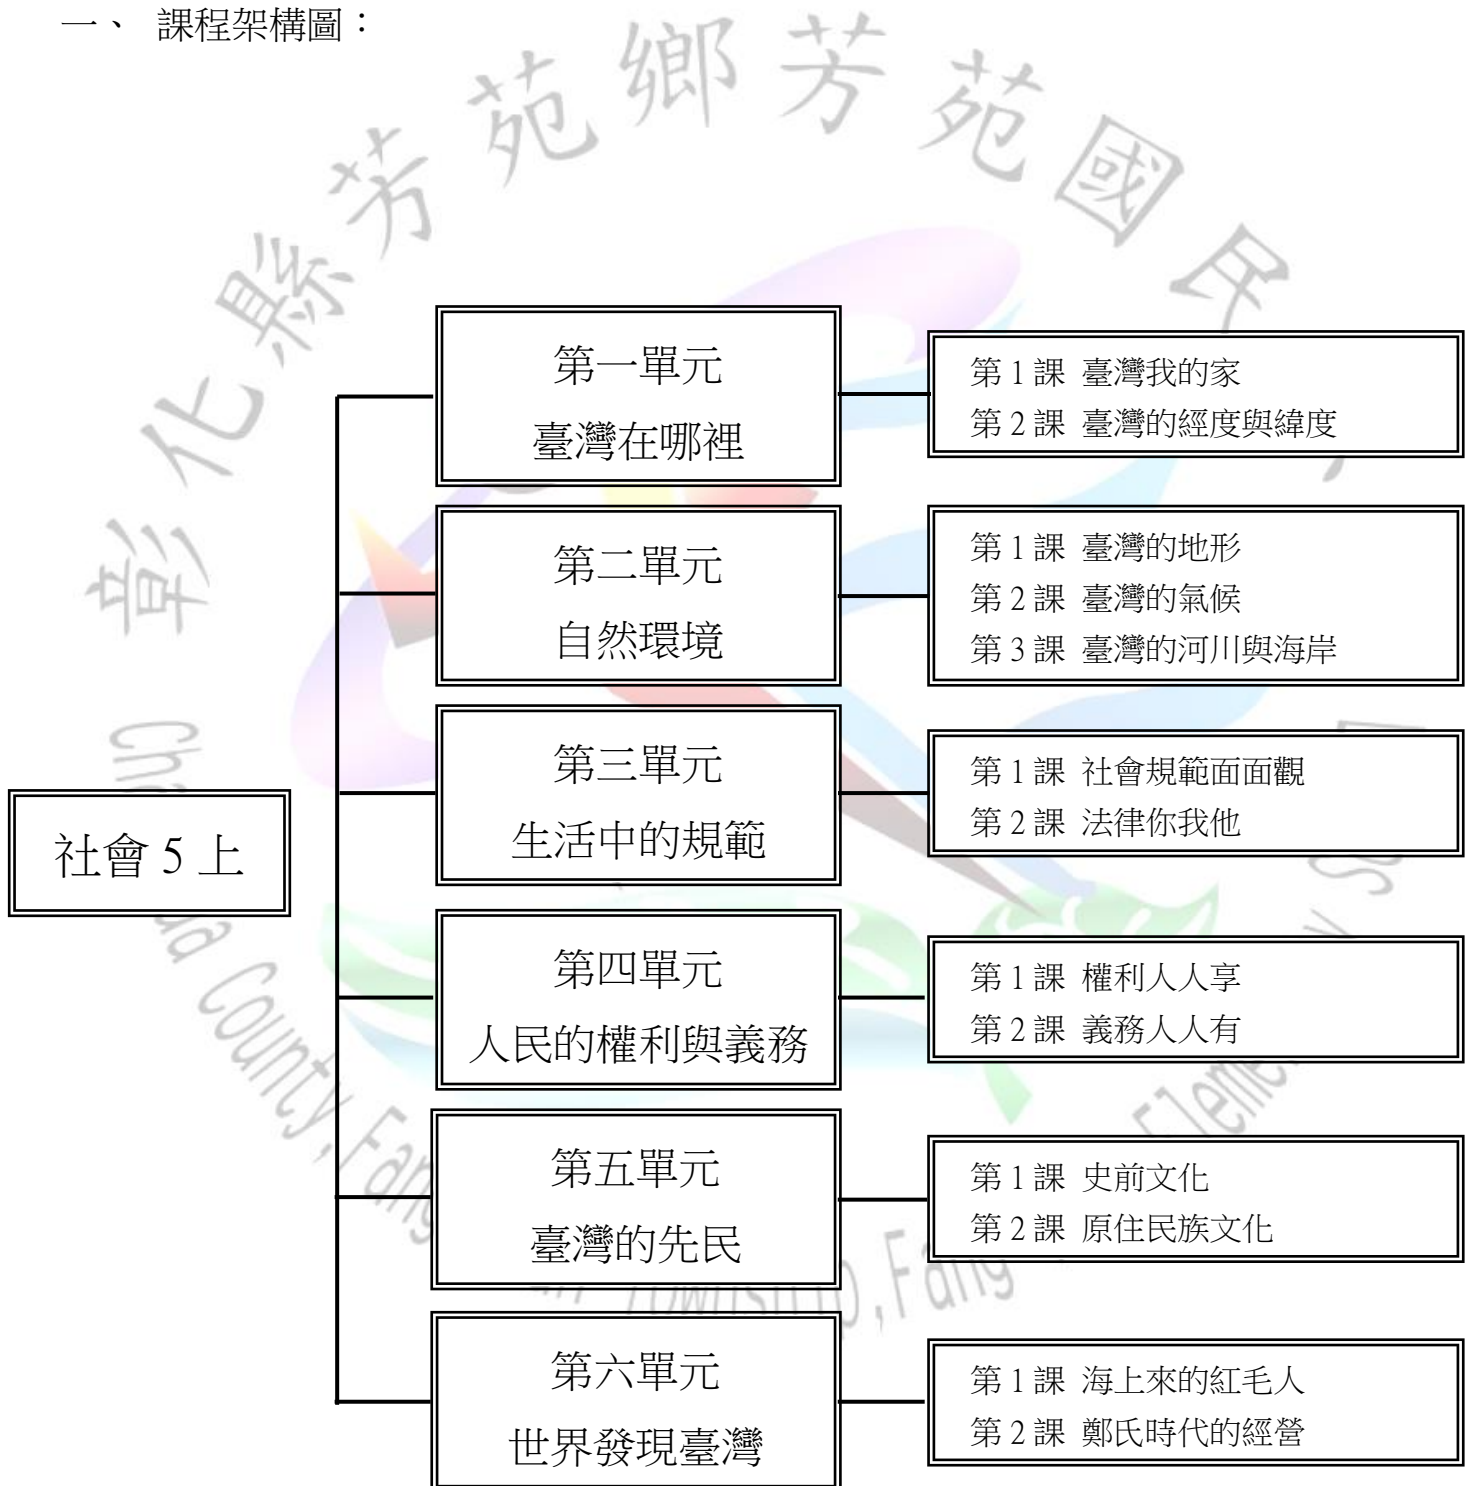 一、 課程架構圖：
彰化縣芳苑鄉芳苑國民
社會5上
第一單元
臺灣在哪裡
第1課 臺灣我的家
第2課 臺灣的經度與緯度
第二單元
自然環境
第1課 臺灣的地形
第2課 臺灣的氣候
第3課 臺灣的河川與海岸
第三單元
生活中的規範
第1課 社會規範面面觀
第2課 法律你我他
第四單元
人民的權利與義務
第1課 權利人人享
第2課 義務人人有
第五單元
臺灣的先民
第1課 史前文化
第2課 原住民族文化
第六單元
世界發現臺灣
第1課 海上來的紅毛人
第2課 鄭氏時代的經營
County, Fang
Township, Fang